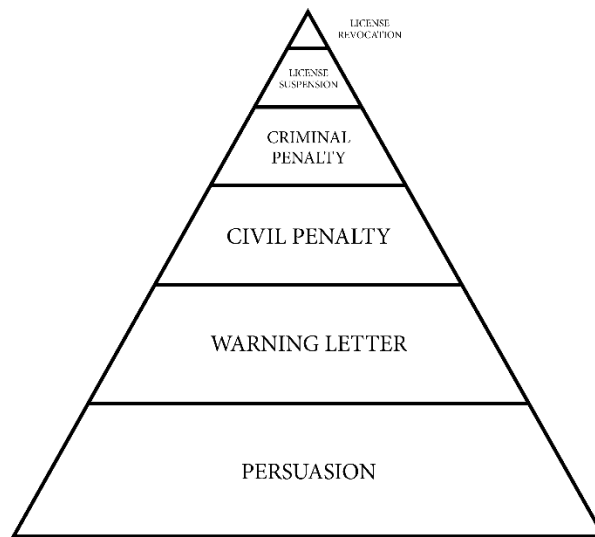 LICENSE
REVOCATION
LICENSE
SUSPENSION
CRIMINAL
PENALTY
CIVIL PENALTY
WARNING LETTER
PERSUASION